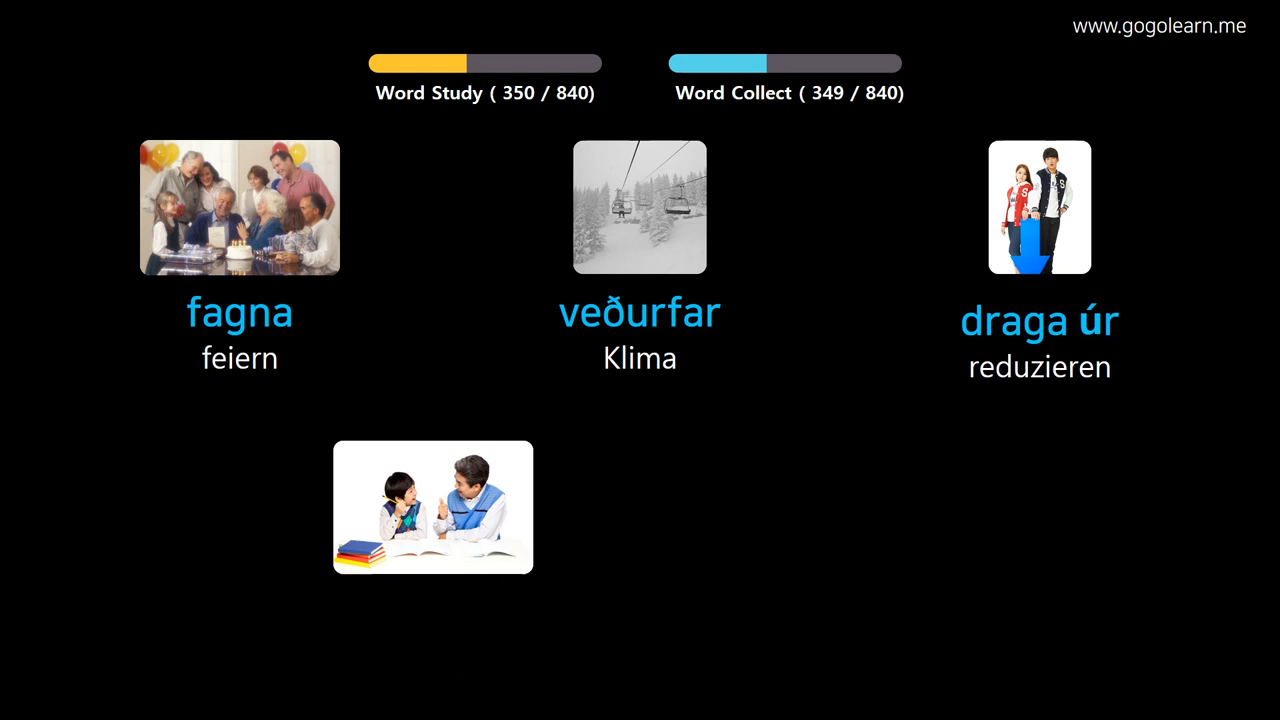 www.gogolearn.me
Word Study ( 350 / 840)
Word Collect ( 349 / 840)
fagna
feiern
veðurfar
Klima
draga úr
reduzieren